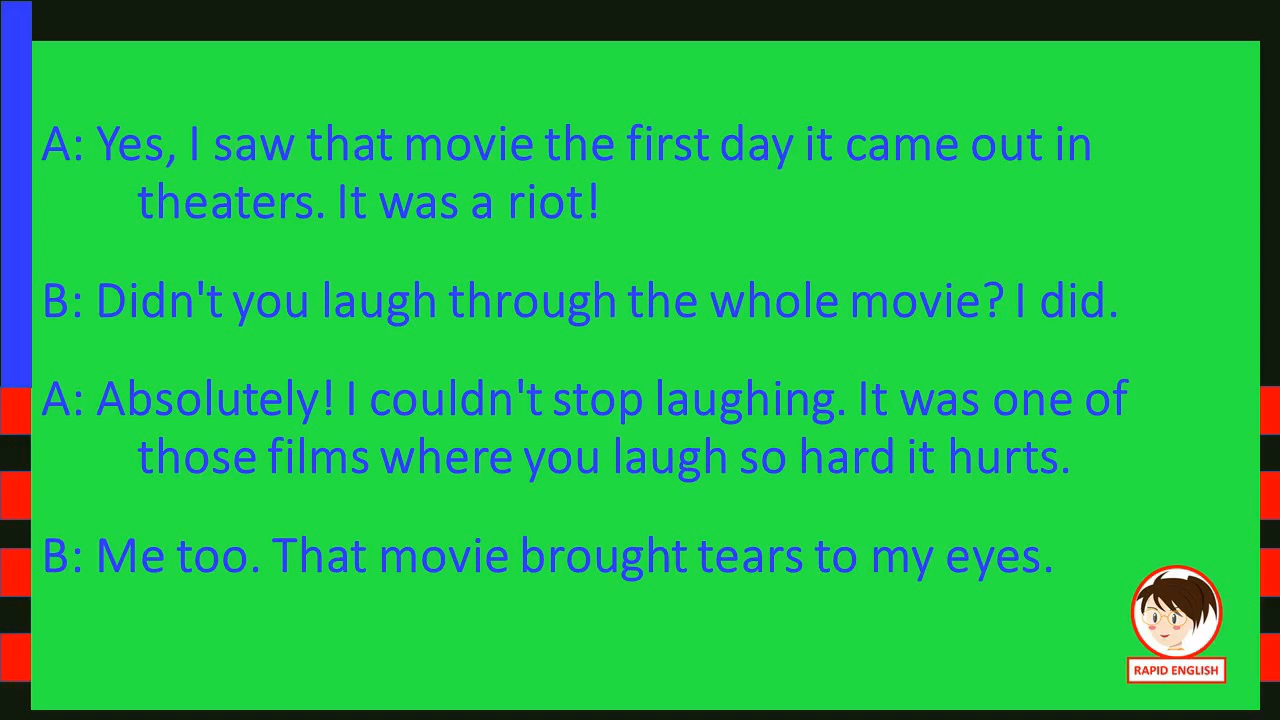 A: Yes, I saw that movie the first day it came out in
theaters. It was a riot!
B: Didn't you laugh through the whole movie? I did.
A: Absolutely! I couldn't stop laughing. It was one of
those films where you laugh so hard it hurts.
B: Me too. That movie brought tears to my eyes.
RAPID ENGLISH